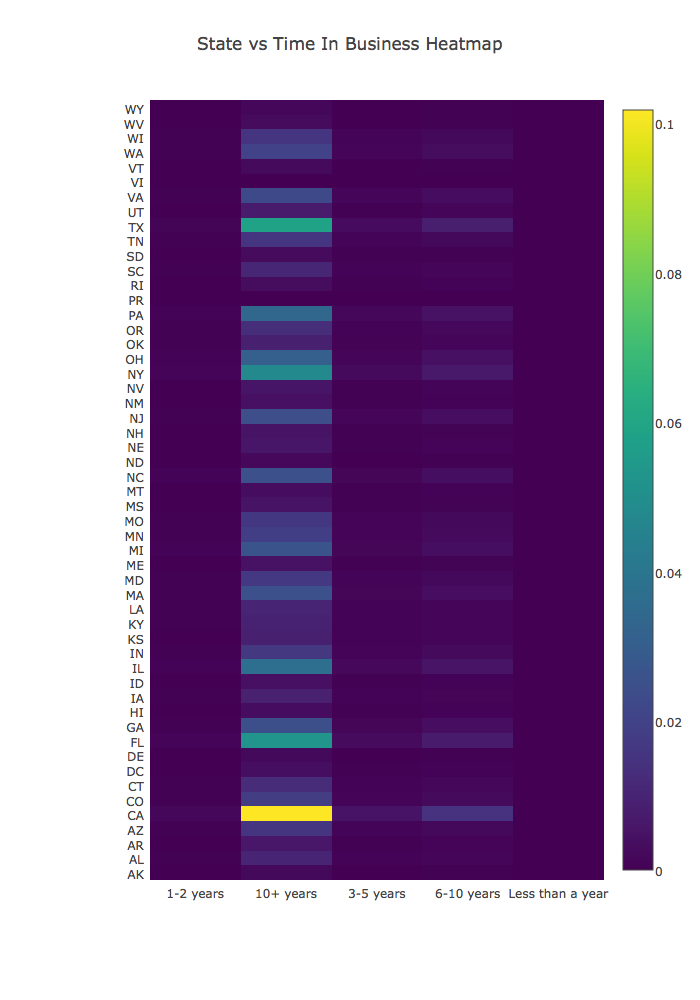 State vs Time In Business Heatmap
WY
WV
WI
WA
VT
VI
VA
UT
TX
TN
SD
SC
RI
PR
PA
OR
OK
OH
NY
NV
NM
NJ
NH
NE
ND
NC
MT
MS
MO
MN
MI
ME
MD
MA
LA
KY
KS
IN
IL
ID
IA
HI
GA
FL
DE
DC
CT
CO
CA
AZ
AR
AL
AK
1-2 years 10+ years 3-5 years 6-10 years Less than a year
0.1
0.08
0.06
0.04
0.02
0